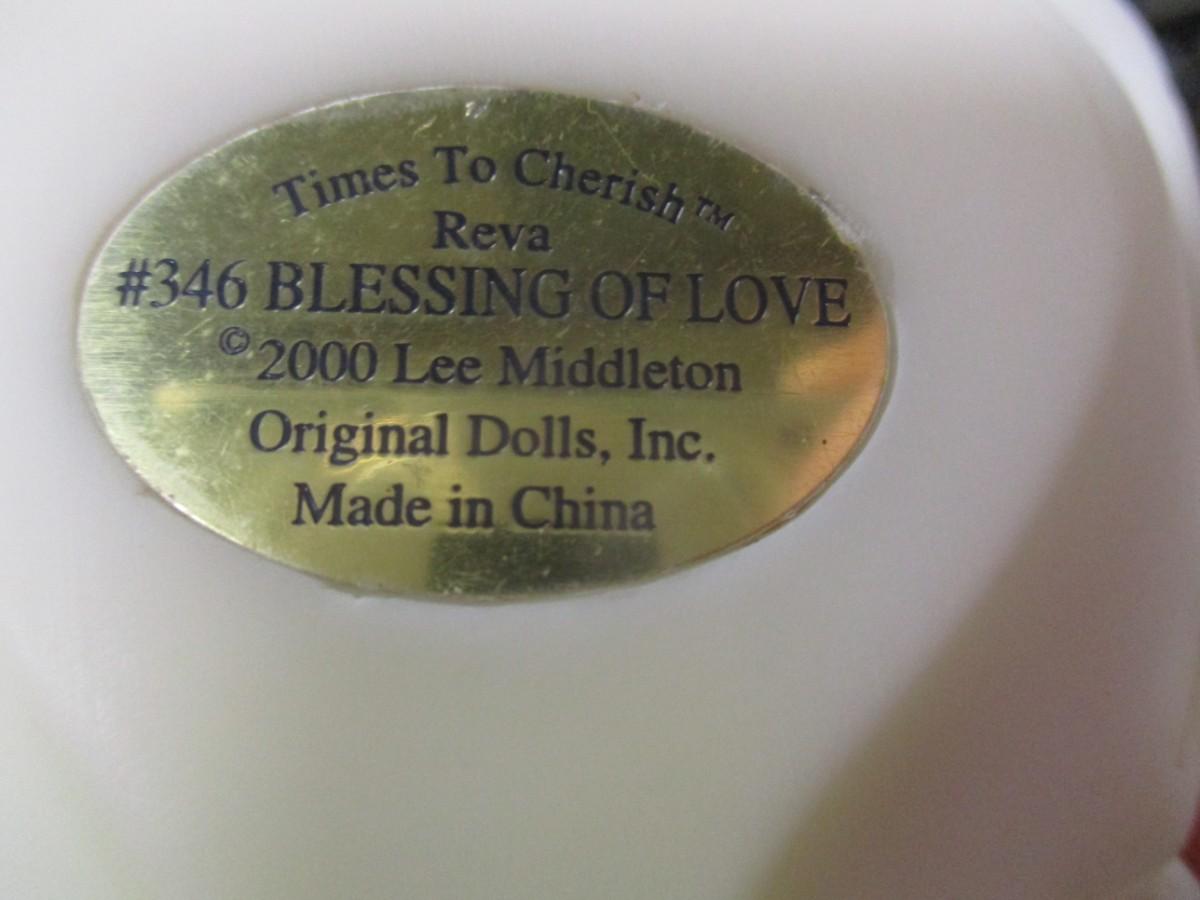 Times To Cherish™
Reva
#346 BLESSING OF LOVE
©2000 Lee Middleton
Original Dolls, Inc.
Made in China